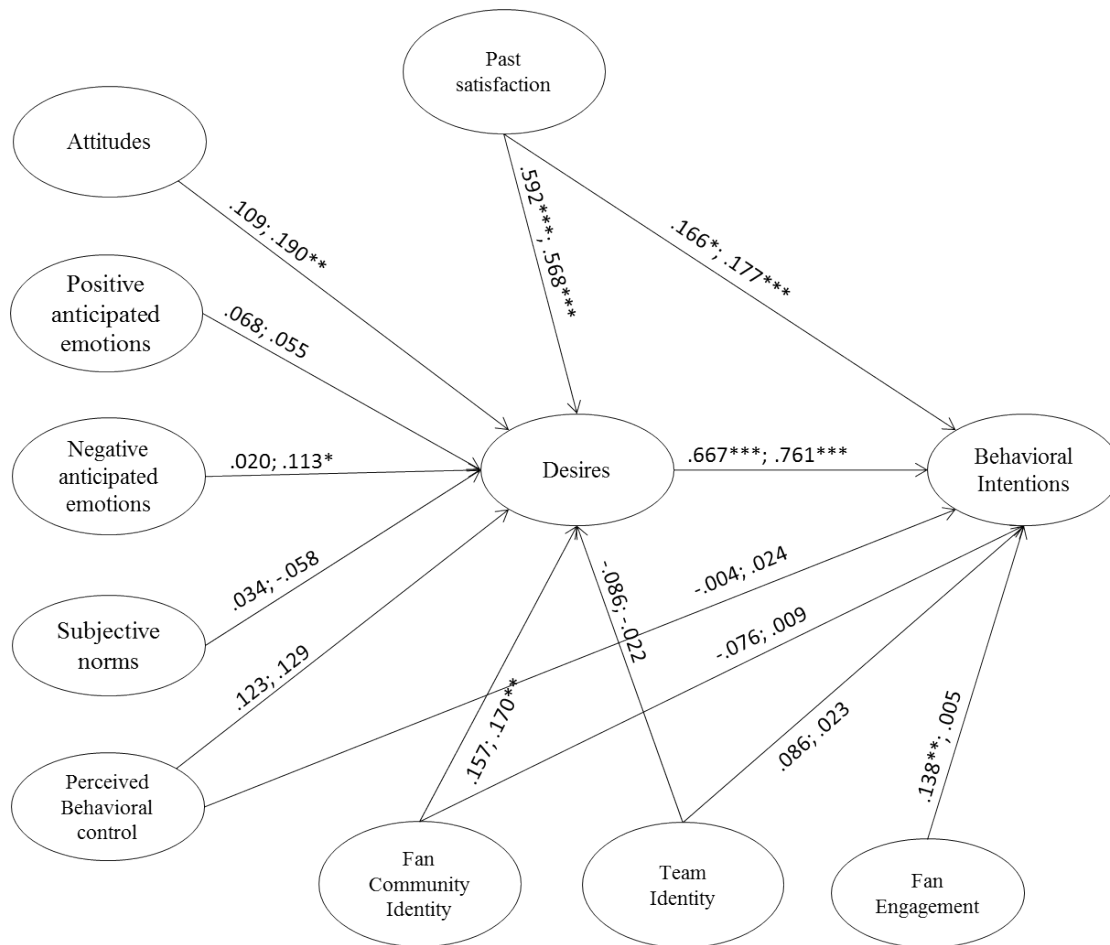 Past
satisfaction
Attitudes
.109; .190**
.592***; .568***
.166*; .177***
Positive
anticipated
emotions
.068; .055
Negative
anticipated
emotions
.020; .113*
Desires
.667***; .761***
Behavioral
Intentions
Subjective
norms
.034; -.058
.123; .129
-.086; -.022
-.004; .024
-.076; .009
Perceived
Behavioral
control
.157; .170**
.086; .023
.138**; .005
Fan
Community
Identity
Team
Identity
Fan
Engagement